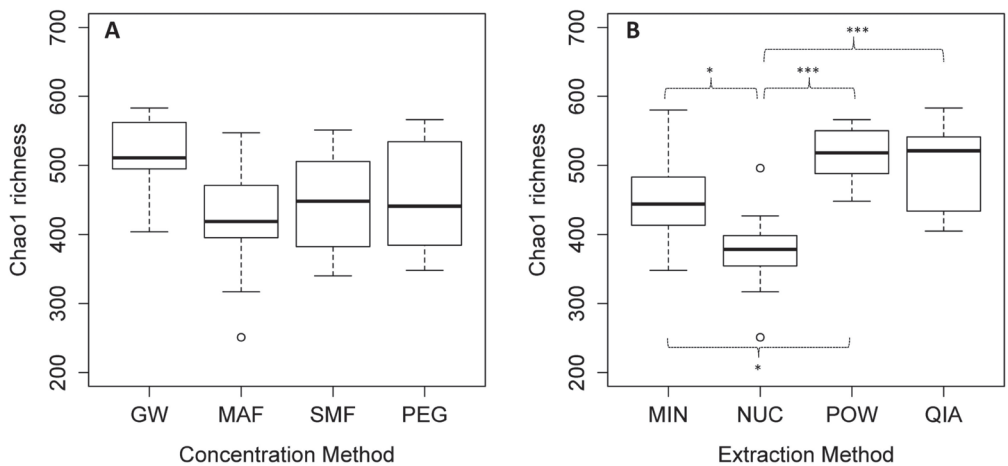 A
Chao1 richness
700
600
500
400
300
200
GW MAF SMF PEG
Concentration Method
B
Chao1 richness
700
600
500
400
300
200
***
* ***
*
MIN NUC POW QIA
Extraction Method